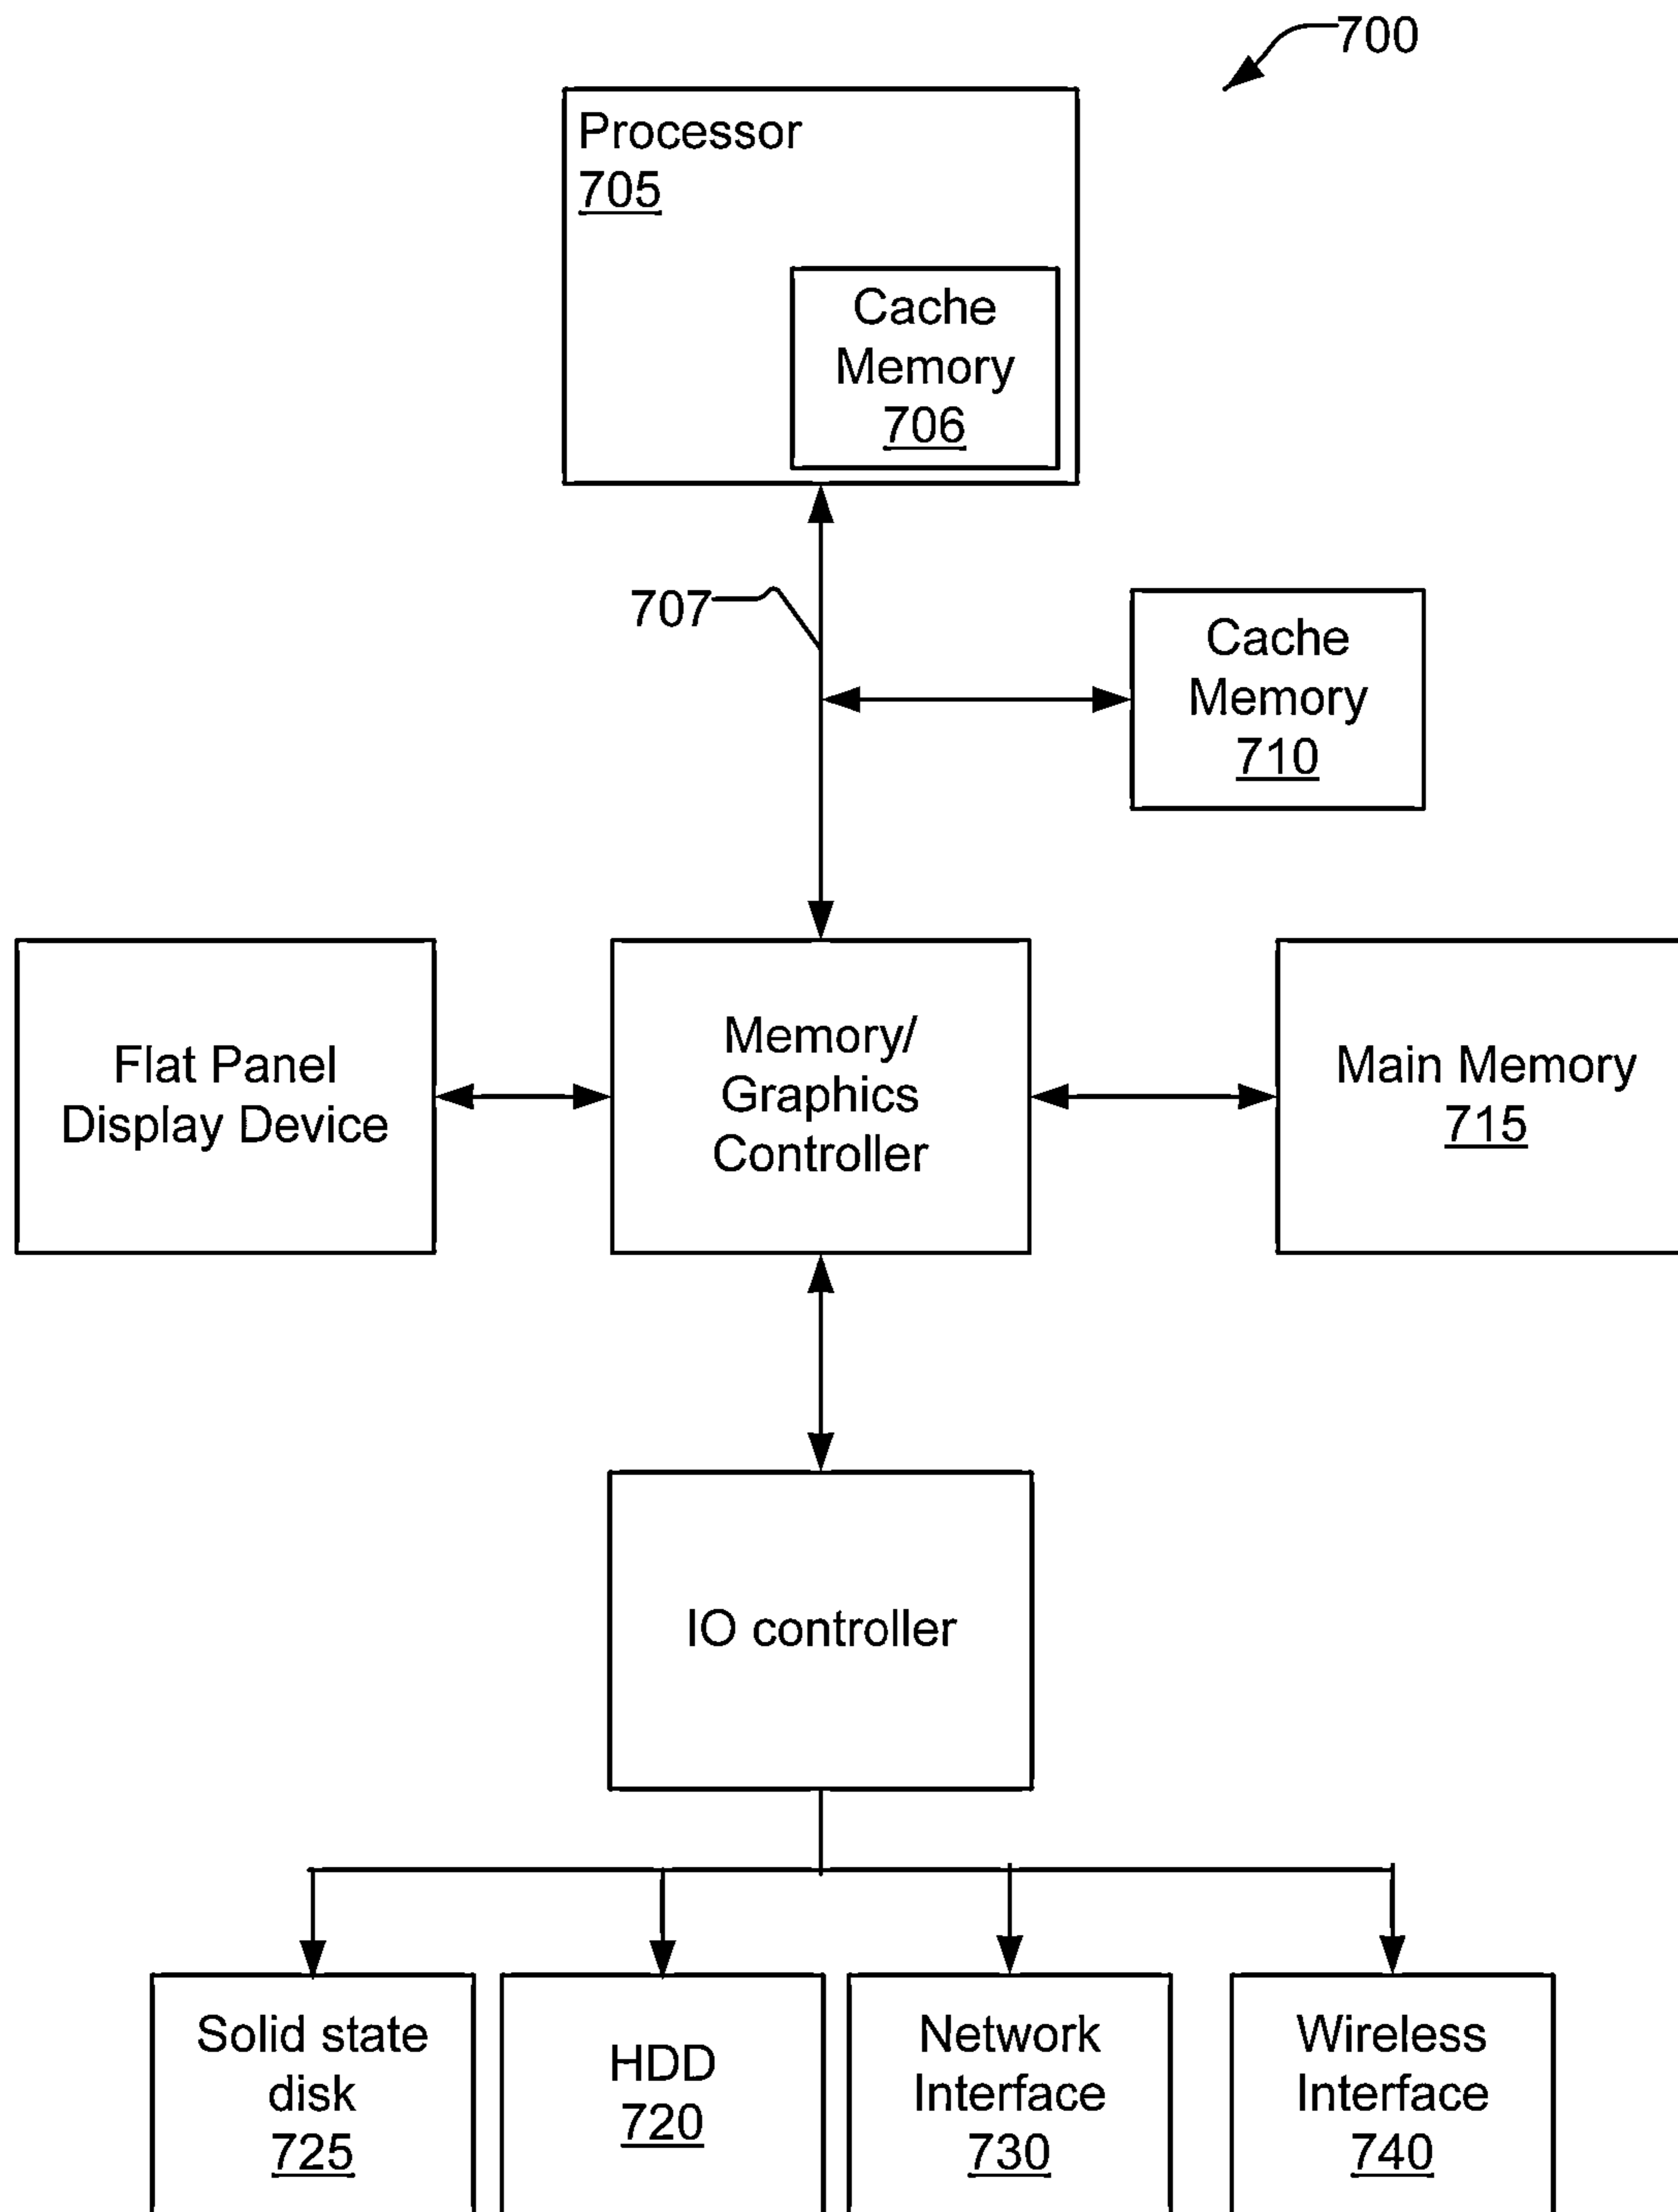 700
Processor
705
Cache
Memory
706
707
Cache
Memory
710
Flat Panel
Display Device
Memory/
Graphics
Controller
Main Memory
715
IO controller
Solid state
disk
725
HDD
720
Network
Interface
730
Wireless
Interface
740